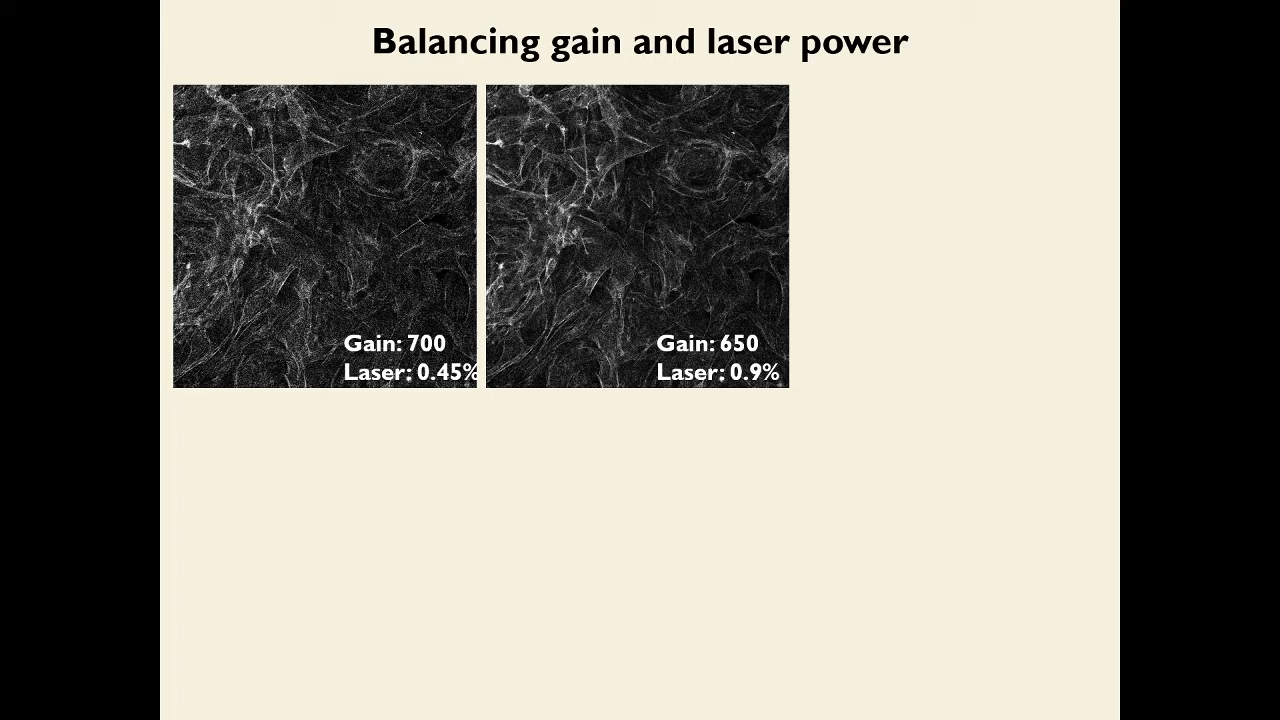 Balancing gain and laser power
Gain: 700
Laser: 0.45%
Gain: 650
Laser: 0.9%